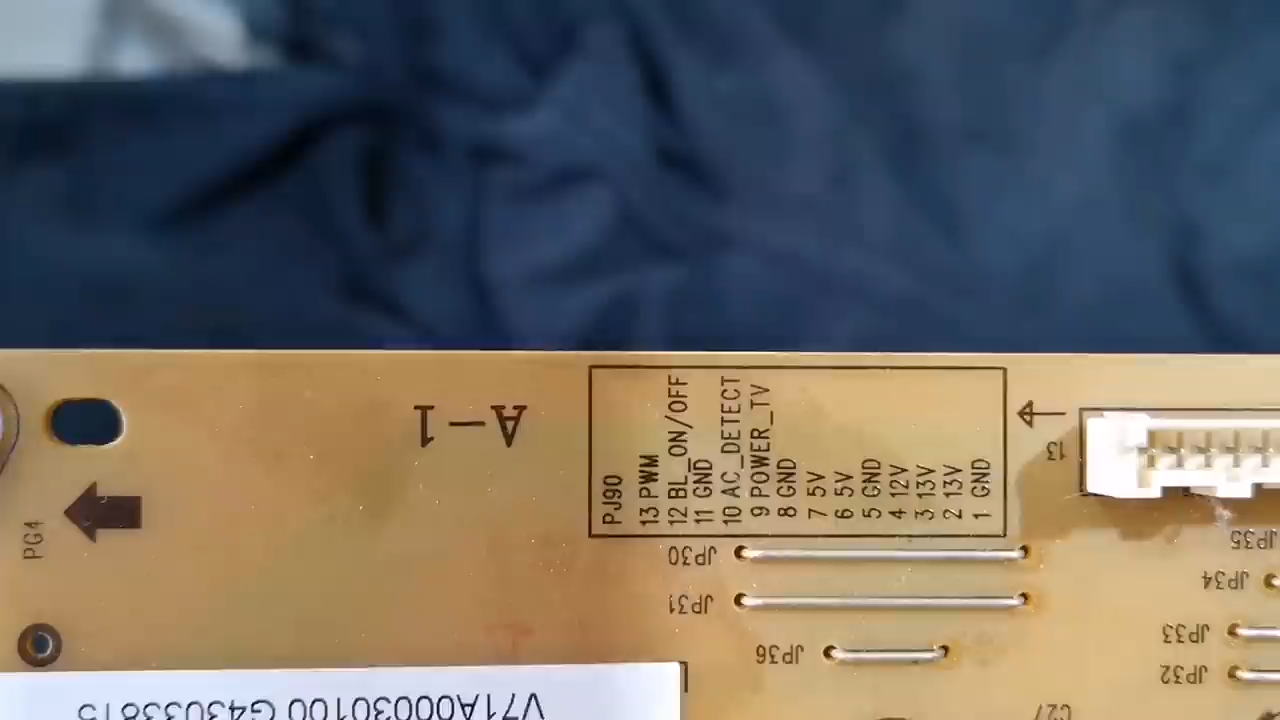 A-1
PJ90
13 PWM
12 BL_ON/OFF
11 GND
10 AC_DETECT
9 POWER_TV
8 GND
7 5V
6 5V
5 GND
4 12V
3 13V
2 13V
1 GND
13
PG4
JP30
JP31
JP36
JP35
JP34
JP33
JP32
C27
V71A00030100 G43033815